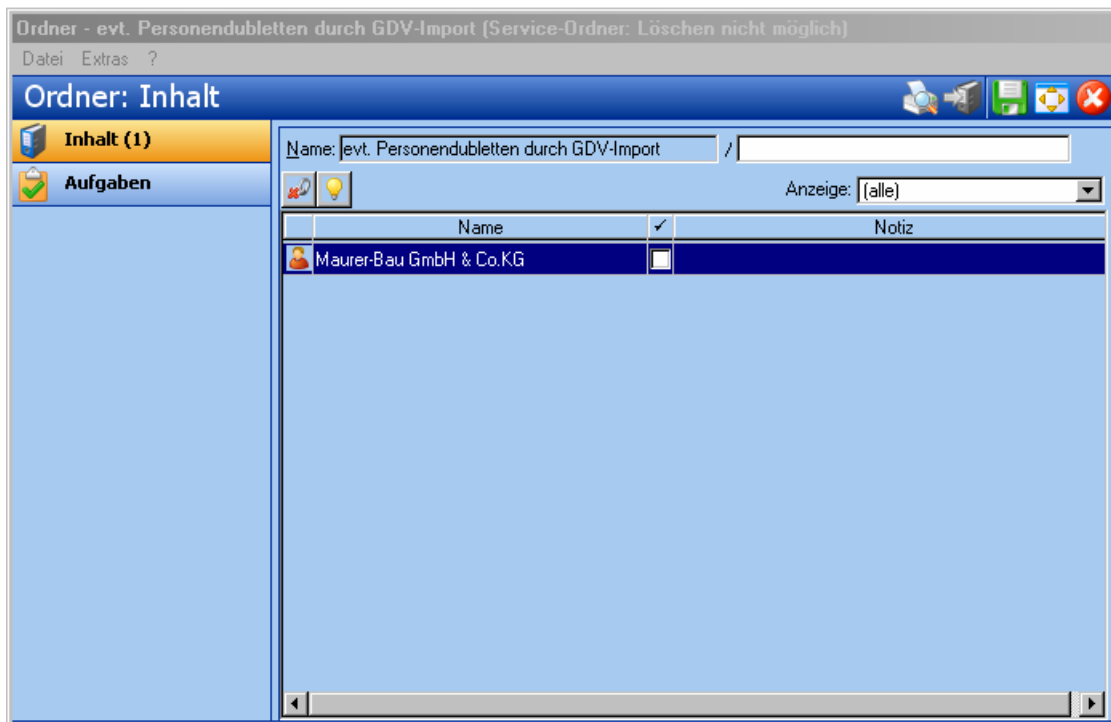 Ordner - evt. Personendubletten durch GDV-Import (Service-Ordner: Löschen nicht möglich)
Datei Extras ?
Ordner: Inhalt
Inhalt (1)
Aufgaben
Name: evt. Personendubletten durch GDV-Import /
Anzeige: (alle)
Name ✓ Notiz
Maurer-Bau GmbH & Co.KG